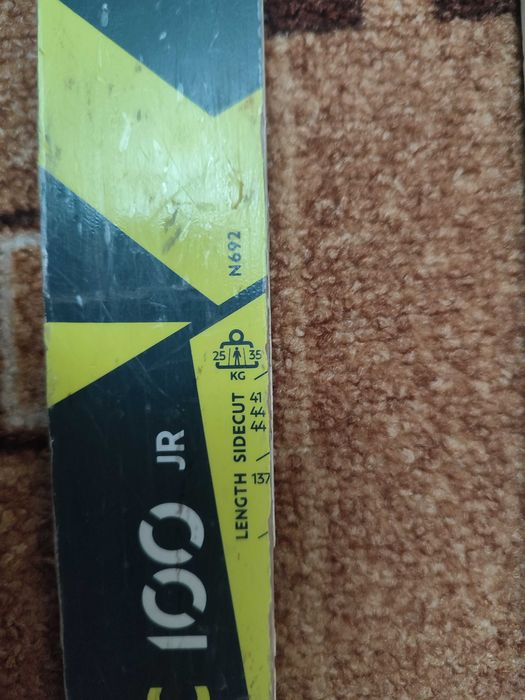 N692
25 35
KG
SIDECUT 41
44
44
LENGTH 137
100 JR